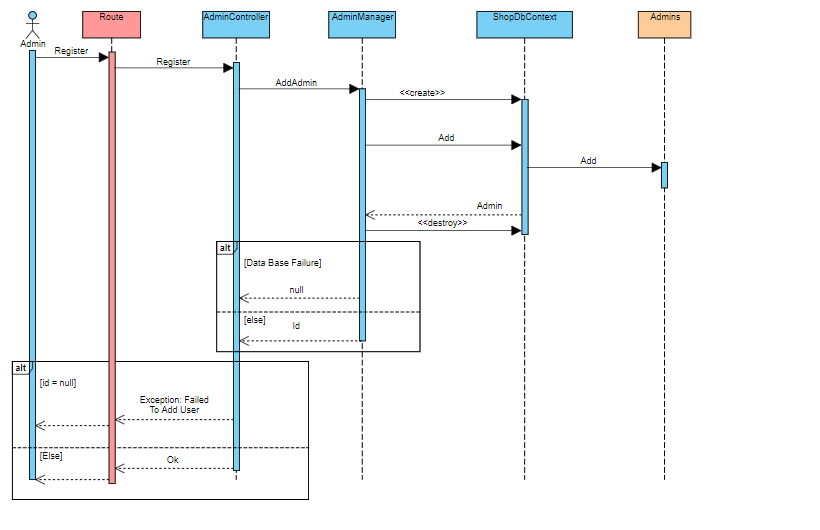 Route
AdminController
AdminManager
ShopDbContext
Admins
Admin
Register
Register
AddAdmin
<<create>>
Add
Add
Admin
<<destroy>>
alt
[Data Base Failure]
null
[else]
Id
alt
[id = null]
Exception: Failed
To Add User
[Else]
Ok